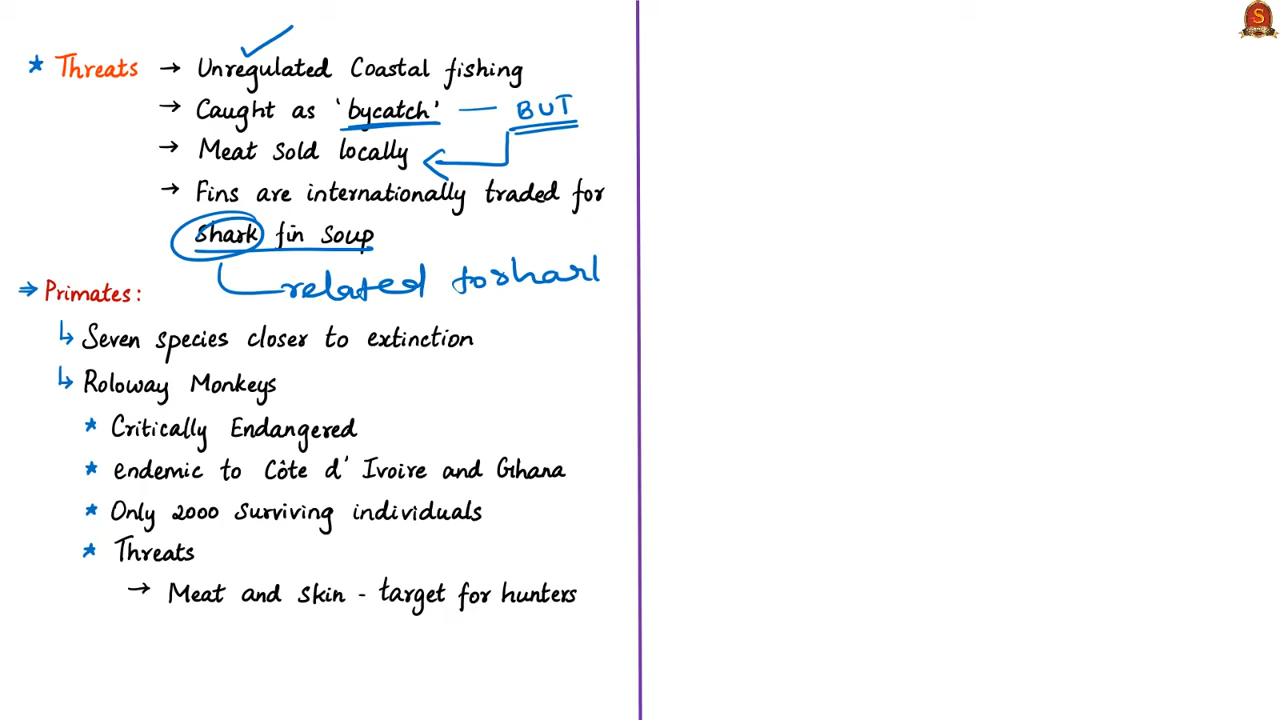 * Threats → Unregulated Coastal fishing
→ Caught as 'bycatch' — BUT
→ Meat sold locally
→ Fins are internationally traded for
shark fin soup
related to shark
⇒ Primates:
↳ Seven species closer to extinction
↳ Roloway Monkeys
* Critically Endangered
* endemic to Côte d' Ivoire and Ghana
* Only 2000 surviving individuals
* Threats
→ Meat and skin - target for hunters
S